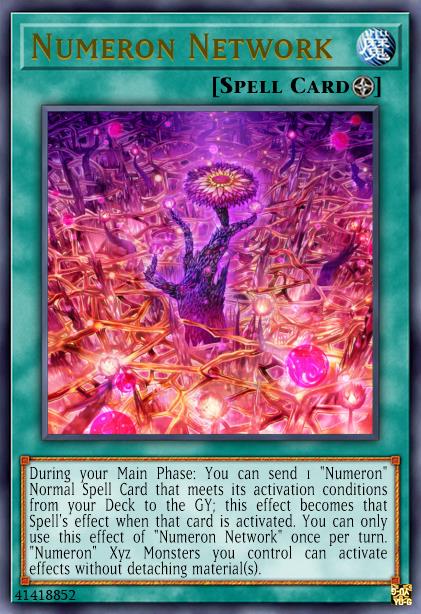 NUMERON NETWORK
魔
[SPELL CARD]
During your Main Phase: You can send 1 "Numeron"
Normal Spell Card that meets its activation conditions
from your Deck to the GY; this effect becomes that
Spell's effect when that card is activated. You can only
use this effect of "Numeron Network" once per turn.
"Numeron" Xyz Monsters you control can activate
effects without detaching material(s).
41418852